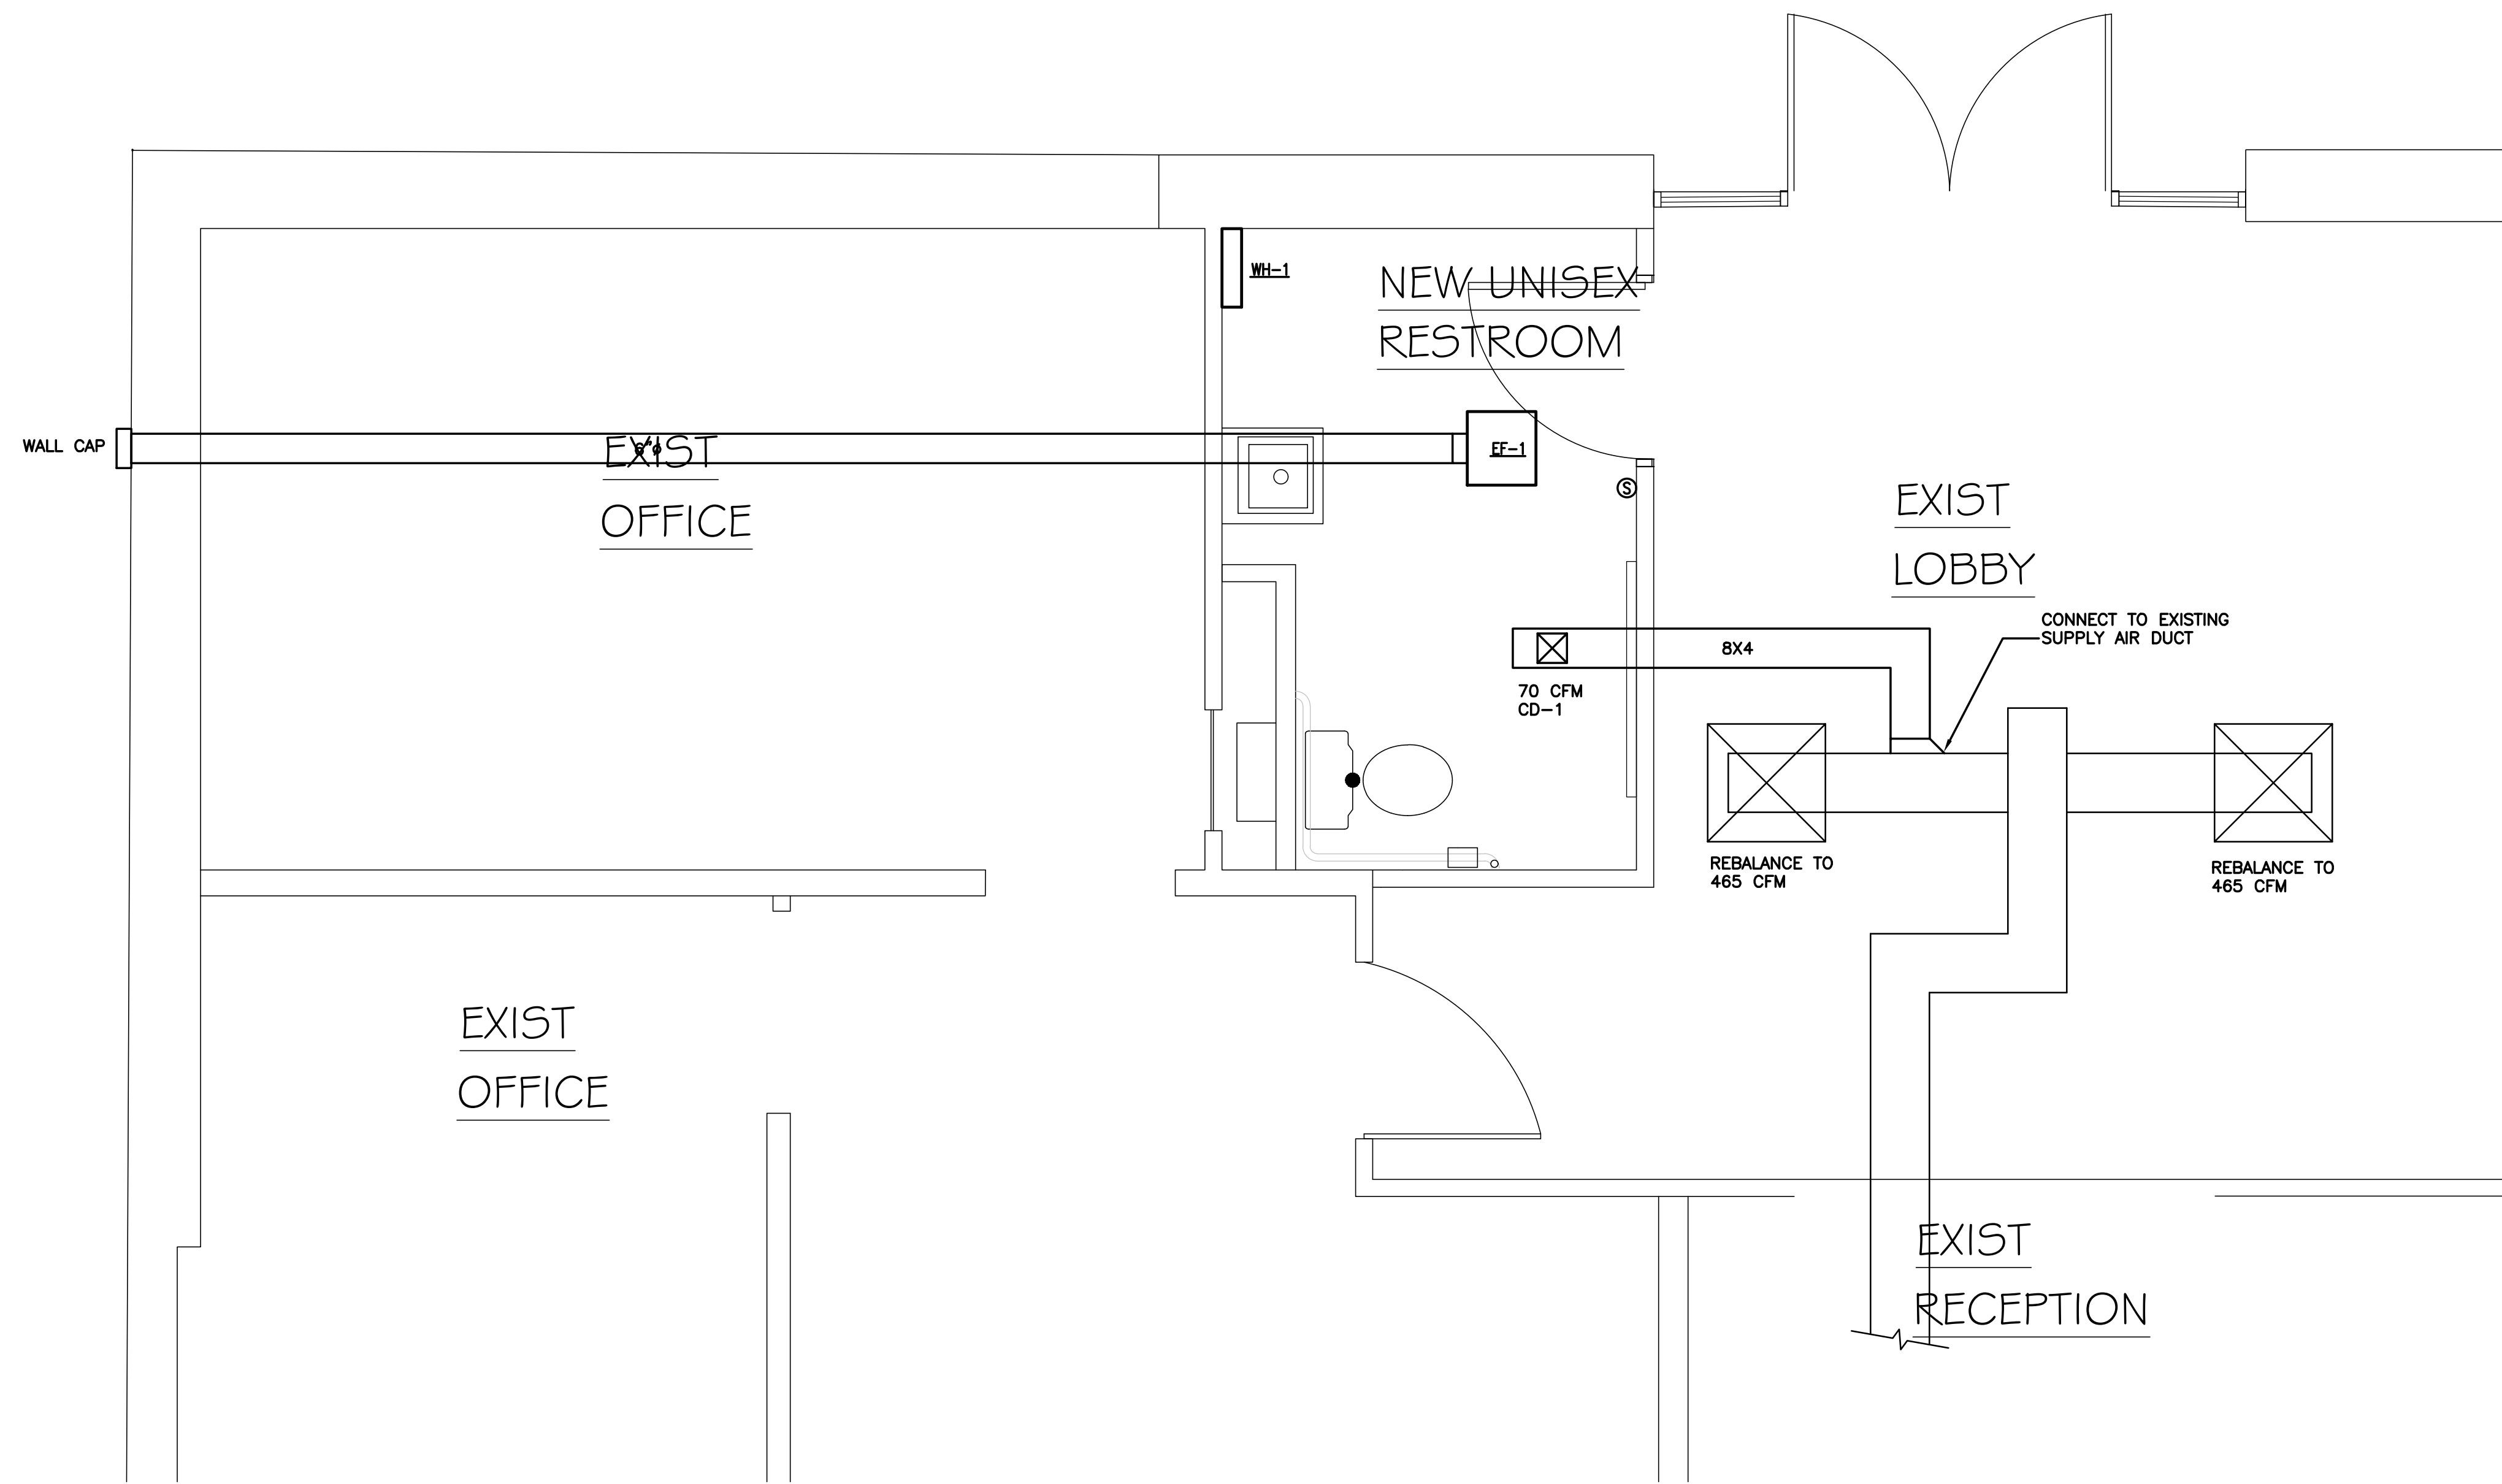 WH-1
NEW UNISEX
RESTROOM
WALL CAP
6"ø
EXIST
OFFICE
EF-1
S
EXIST
LOBBY
CONNECT TO EXISTING
SUPPLY AIR DUCT
8X4
70 CFM
CD-1
REBALANCE TO
465 CFM
REBALANCE TO
465 CFM
EXIST
OFFICE
EXIST
RECEPTION